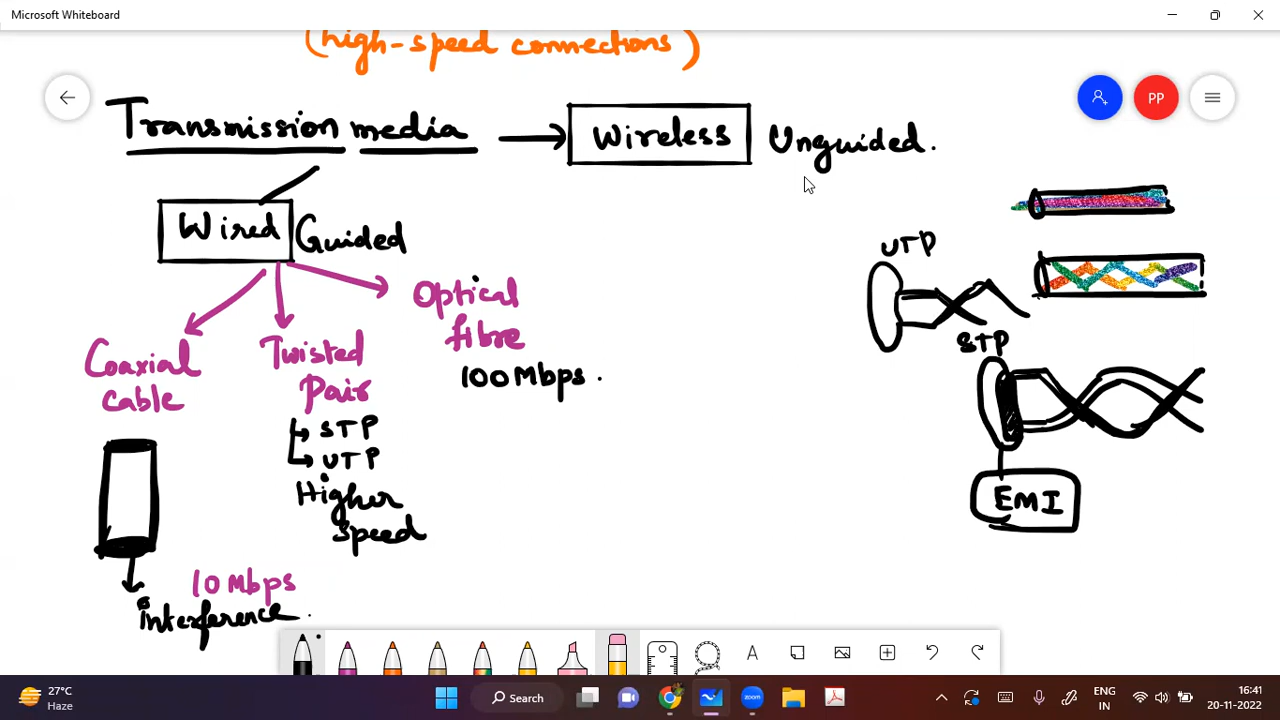 Microsoft Whiteboard
(high-speed connections)
PP
Transmission media
Wireless
Unguided.
Wired
Guided
UTP
Optical
fibre
100 Mbps.
STP
Coaxial
cable
Twisted
Pair
STP
UTP
Higher
speed
EMI
10 Mbps
interference.
A
27°C
Haze
Search
zoom
ENG
IN
16:41
20-11-2022